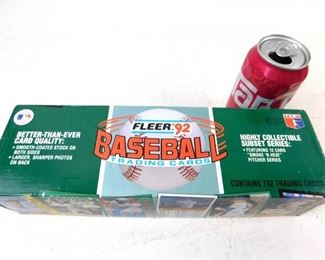 BETTER-THAN-EVER
CARD QUALITY:
• SMOOTH-COATED STOCK ON
BOTH SIDES
• LARGER, SHARPER PHOTOS
ON BACK
FLEER '92
BASEBALL
TRADING CARDS
HIGHLY COLLECTIBLE
SUBSET SERIES:
• FEATURING 12 CARD
"SMOKE 'N HEAT"
PITCHER SERIES
CONTAINS 732 TRADING CARDS